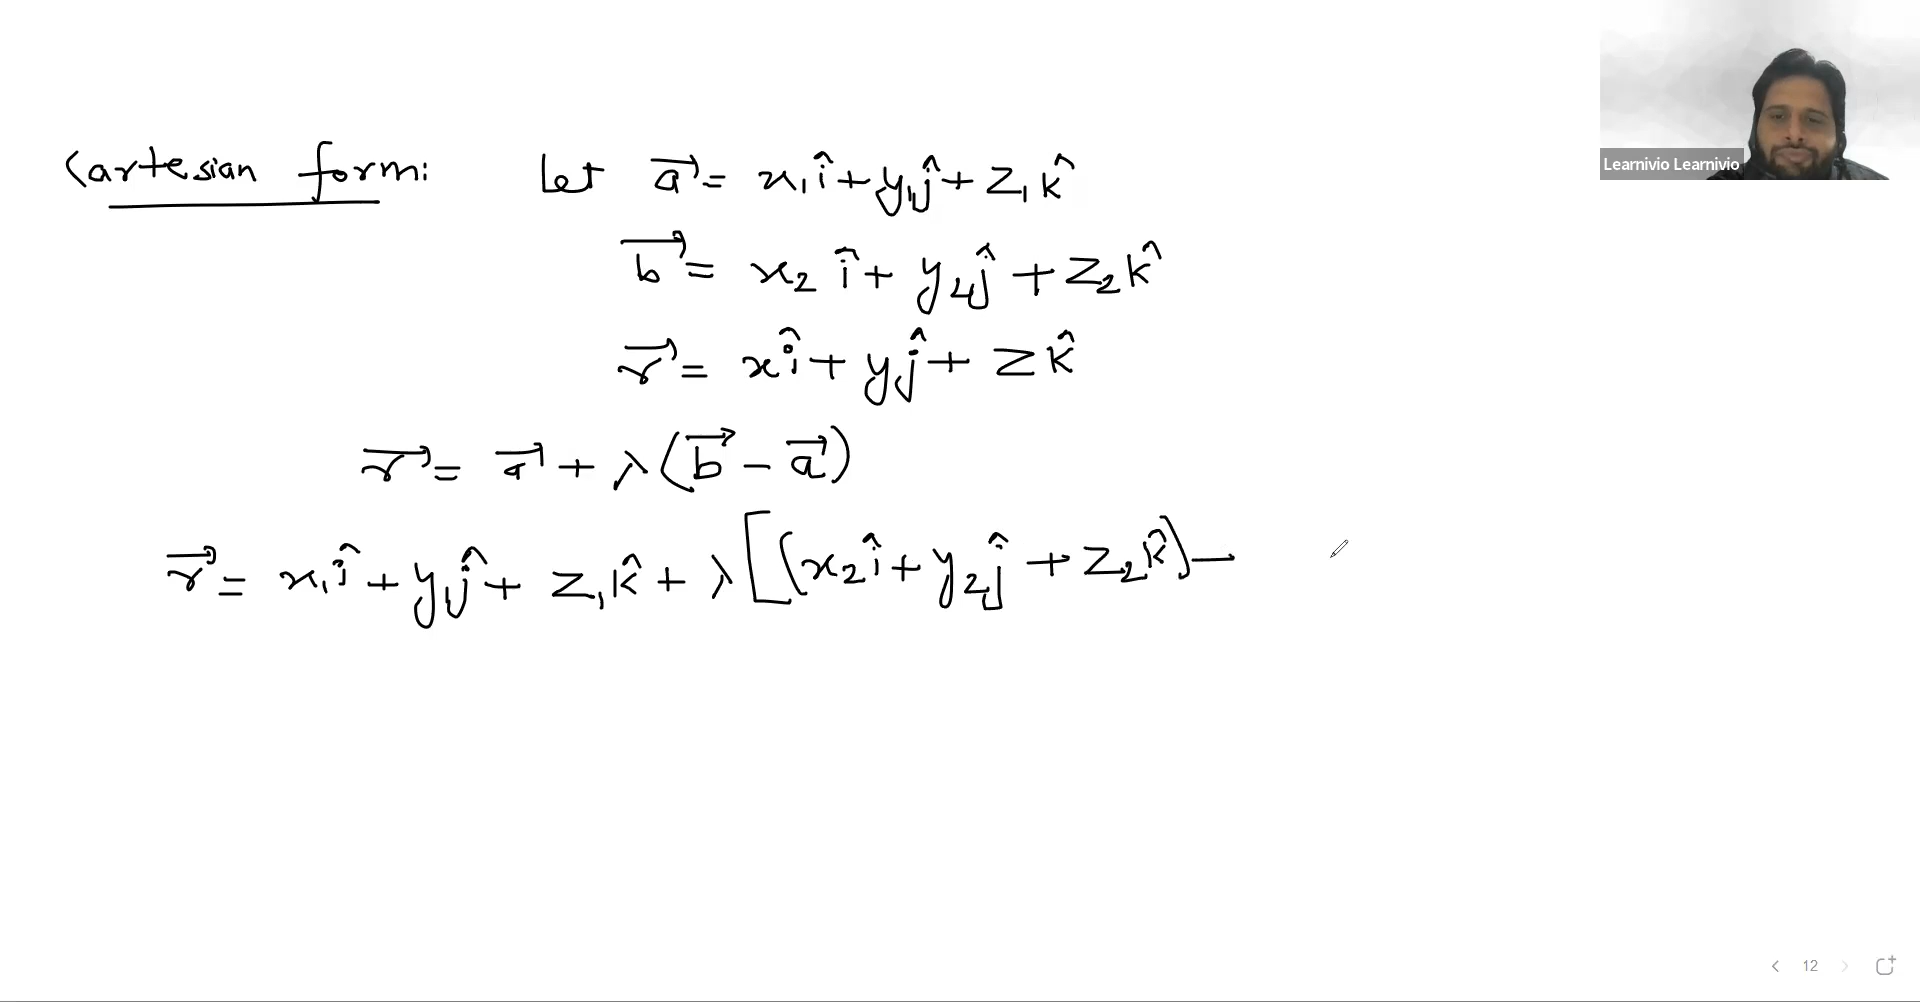 Cartesian form: Let a⃗ = x₁î + y₁ĵ + z₁k̂
b⃗ = x₂ î + y₂ĵ + z₂k̂
r⃗ = xî + yĵ + zk̂
r⃗ = a⃗ + λ(b⃗ − a⃗)
r⃗ = x₁î + y₁ĵ + z₁k̂ + λ[(x₂î + y₂ĵ + z₂k̂) −
Learnivio Learnivio
12